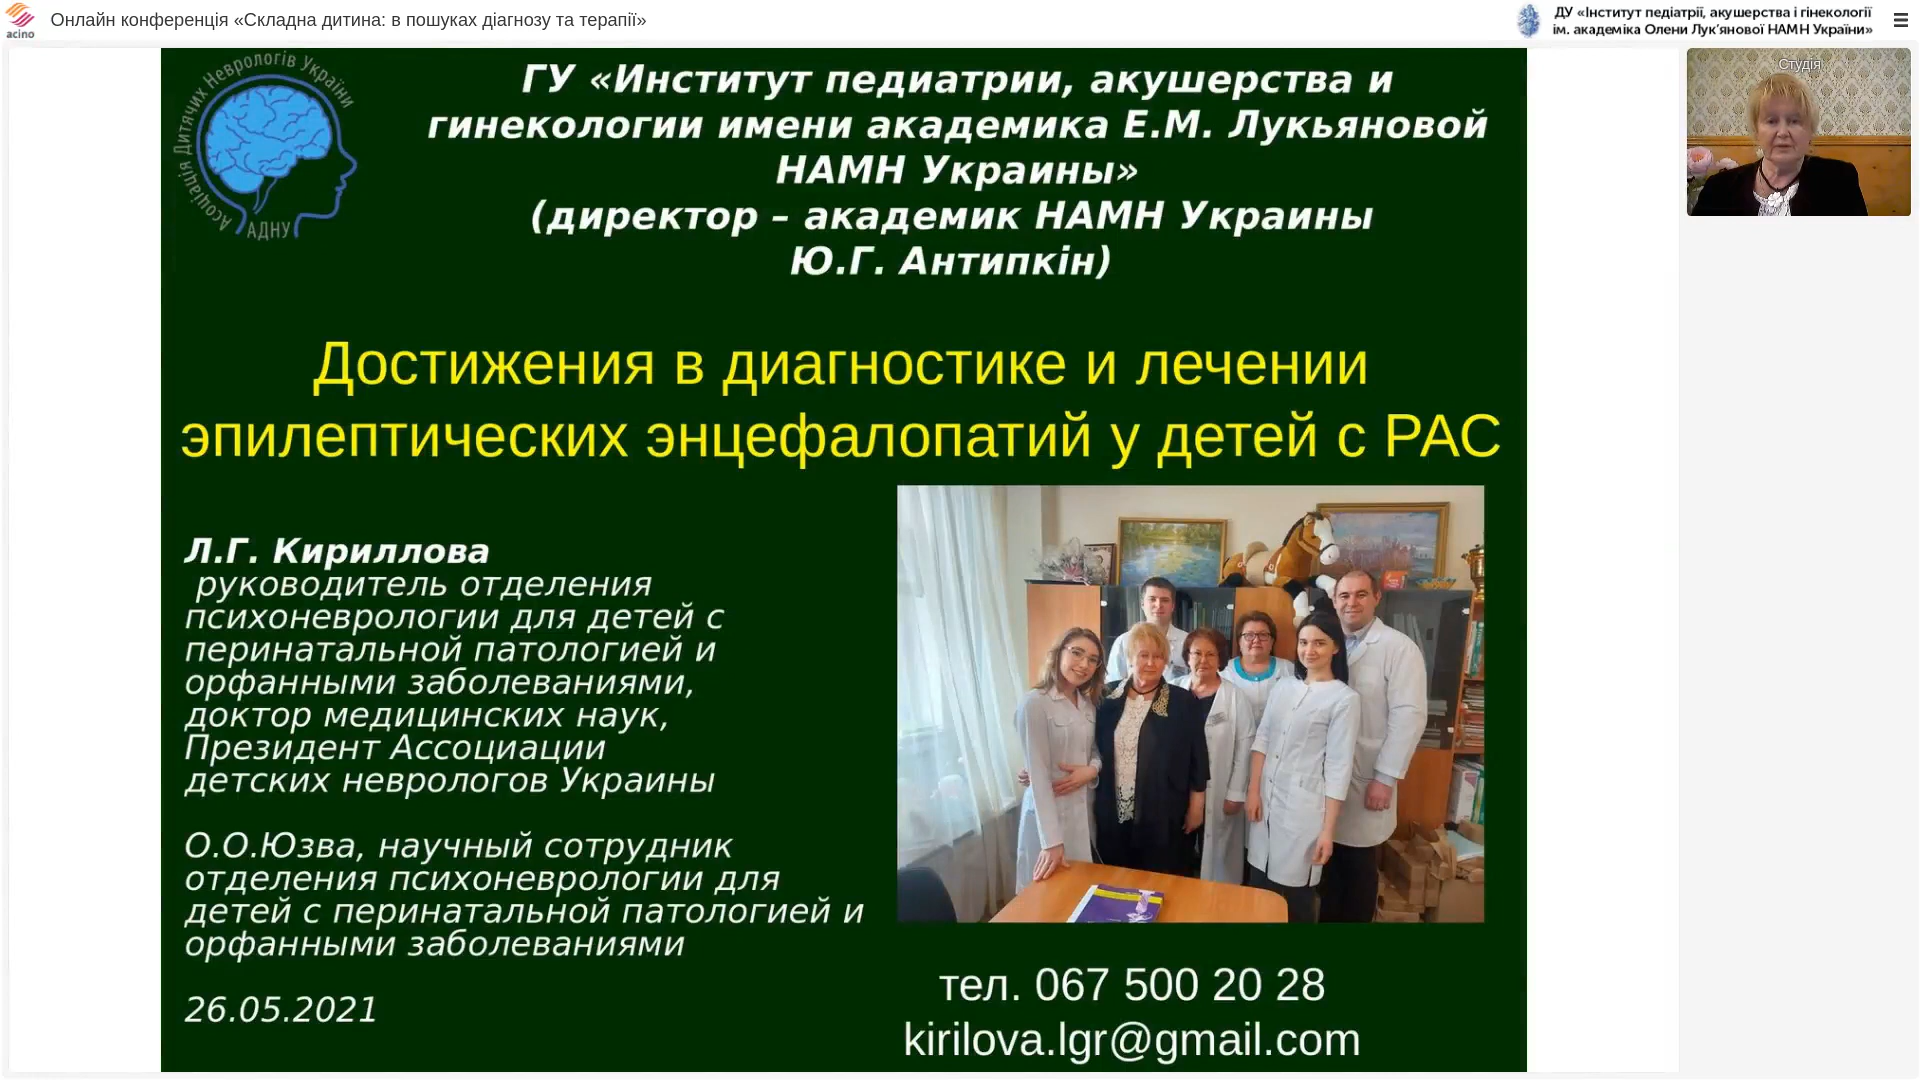 Онлайн конференція «Складна дитина: в пошуках діагнозу та терапії»
acino
ДУ «Інститут педіатрії, акушерства і гінекології
ім. академіка Олени Лук'янової НАМН України»
Студія
Асоціація Дитячих Неврологів України
АДНУ
ГУ «Институт педиатрии, акушерства и
гинекологии имени академика Е.М. Лукьяновой
НАМН Украины»
(директор – академик НАМН Украины
Ю.Г. Антипкін)
Достижения в диагностике и лечении
эпилептических энцефалопатий у детей с РАС
Л.Г. Кириллова
руководитель отделения
психоневрологии для детей с
перинатальной патологией и
орфанными заболеваниями,
доктор медицинских наук,
Президент Ассоциации
детских неврологов Украины
О.О.Юзва, научный сотрудник
отделения психоневрологии для
детей с перинатальной патологией и
орфанными заболеваниями
26.05.2021
тел. 067 500 20 28
kirilova.lgr@gmail.com